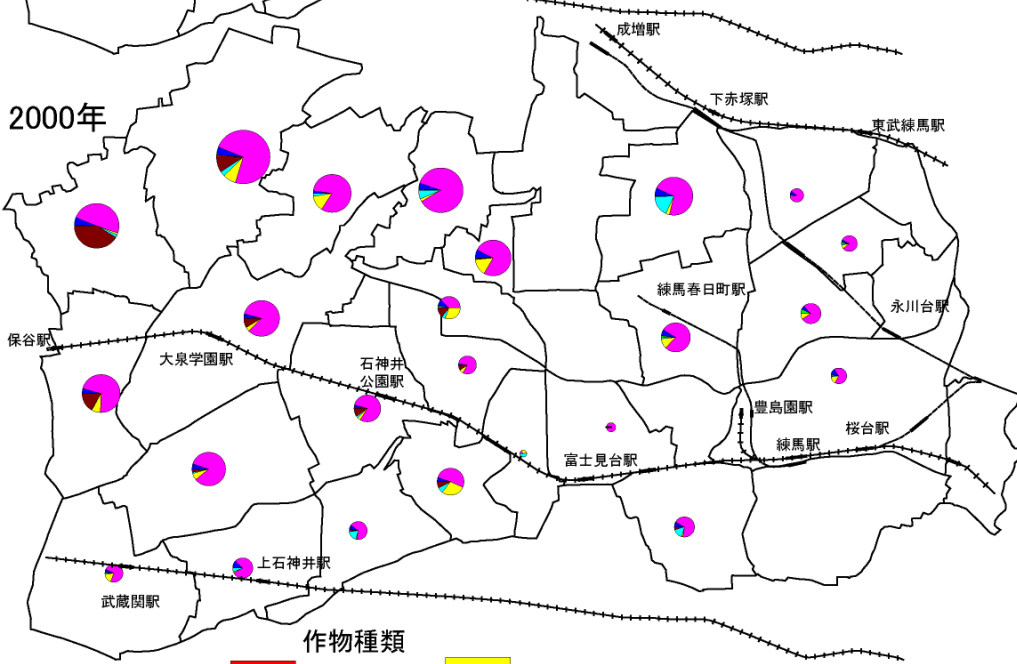 成増駅
下赤塚駅
2000年
東武練馬駅
練馬春日町駅
永川台駅
保谷駅
大泉学園駅
石神井
公園駅
豊島園駅
桜台駅
練馬駅
富士見台駅
上石神井駅
武蔵関駅
作物種類